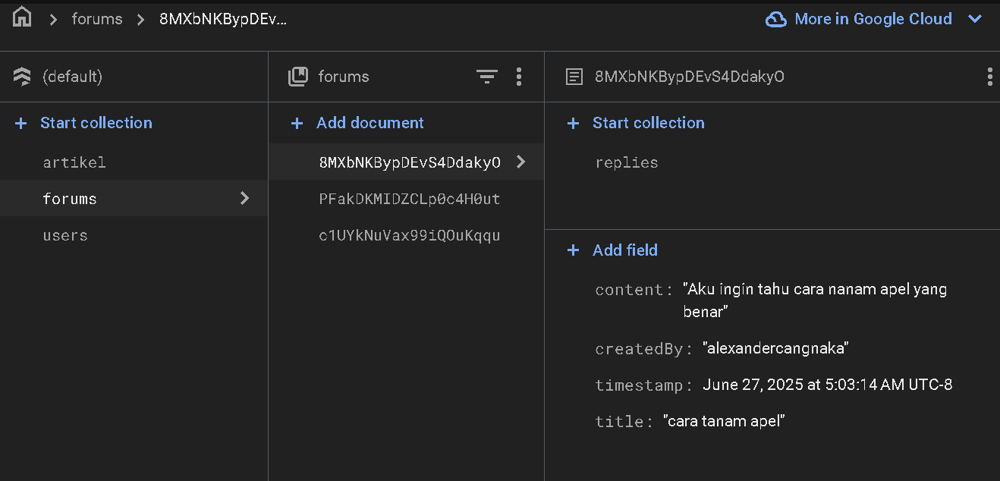 forums
8MXbNKBypDEv...
More in Google Cloud
(default)
forums
8MXbNKBypDEvS4DdakyO
Start collection
Add document
Start collection
artikel
forums
users
8MXbNKBypDEvS4DdakyO
PFakDKMIDZCLp0c4H0ut
c1UYkNuVax99iQOuKqqu
replies
Add field
content: "Aku ingin tahu cara nanam apel yang
benar"
createdBy: "alexandercangnaka"
timestamp: June 27, 2025 at 5:03:14 AM UTC-8
title: "cara tanam apel"